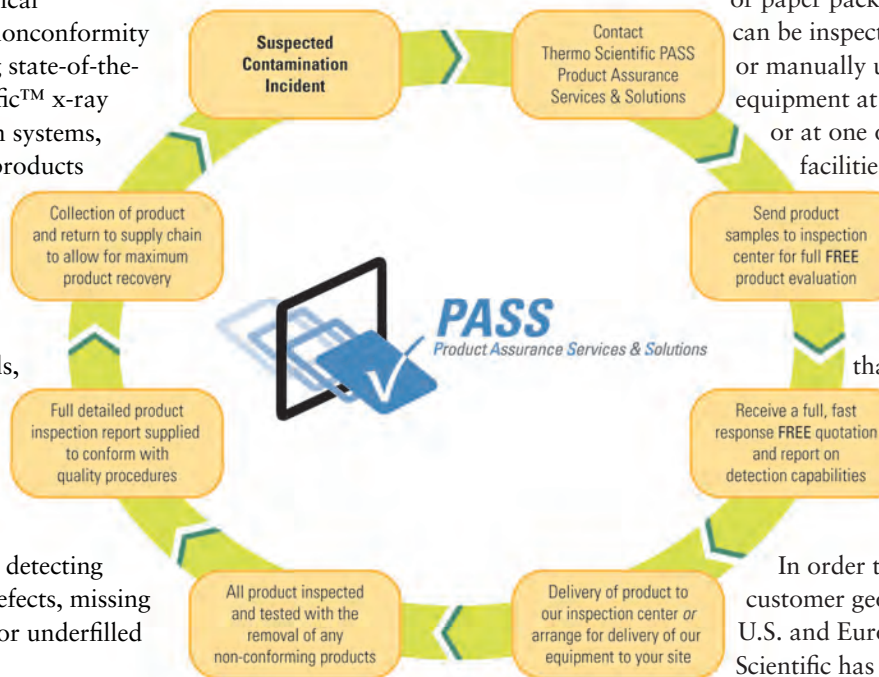 ical
nonconformity
g state-of-the-
fic™ x-ray
n systems,
products
ls,
detecting
efects, missing
or underfilled
or paper pack
can be inspect
or manually u
equipment at
or at one o
facilitie
tha
In order t
customer geo
U.S. and Euro
Scientific has
Suspected
Contamination
Incident
Contact
Thermo Scientific PASS
Product Assurance
Services & Solutions
Send product
samples to inspection
center for full FREE
product evaluation
Receive a full, fast
response FREE quotation
and report on
detection capabilities
Delivery of product to
our inspection center or
arrange for delivery of our
equipment to your site
All product inspected
and tested with the
removal of any
non-conforming products
Full detailed product
inspection report supplied
to conform with
quality procedures
Collection of product
and return to supply chain
to allow for maximum
product recovery
PASS
Product Assurance Services & Solutions